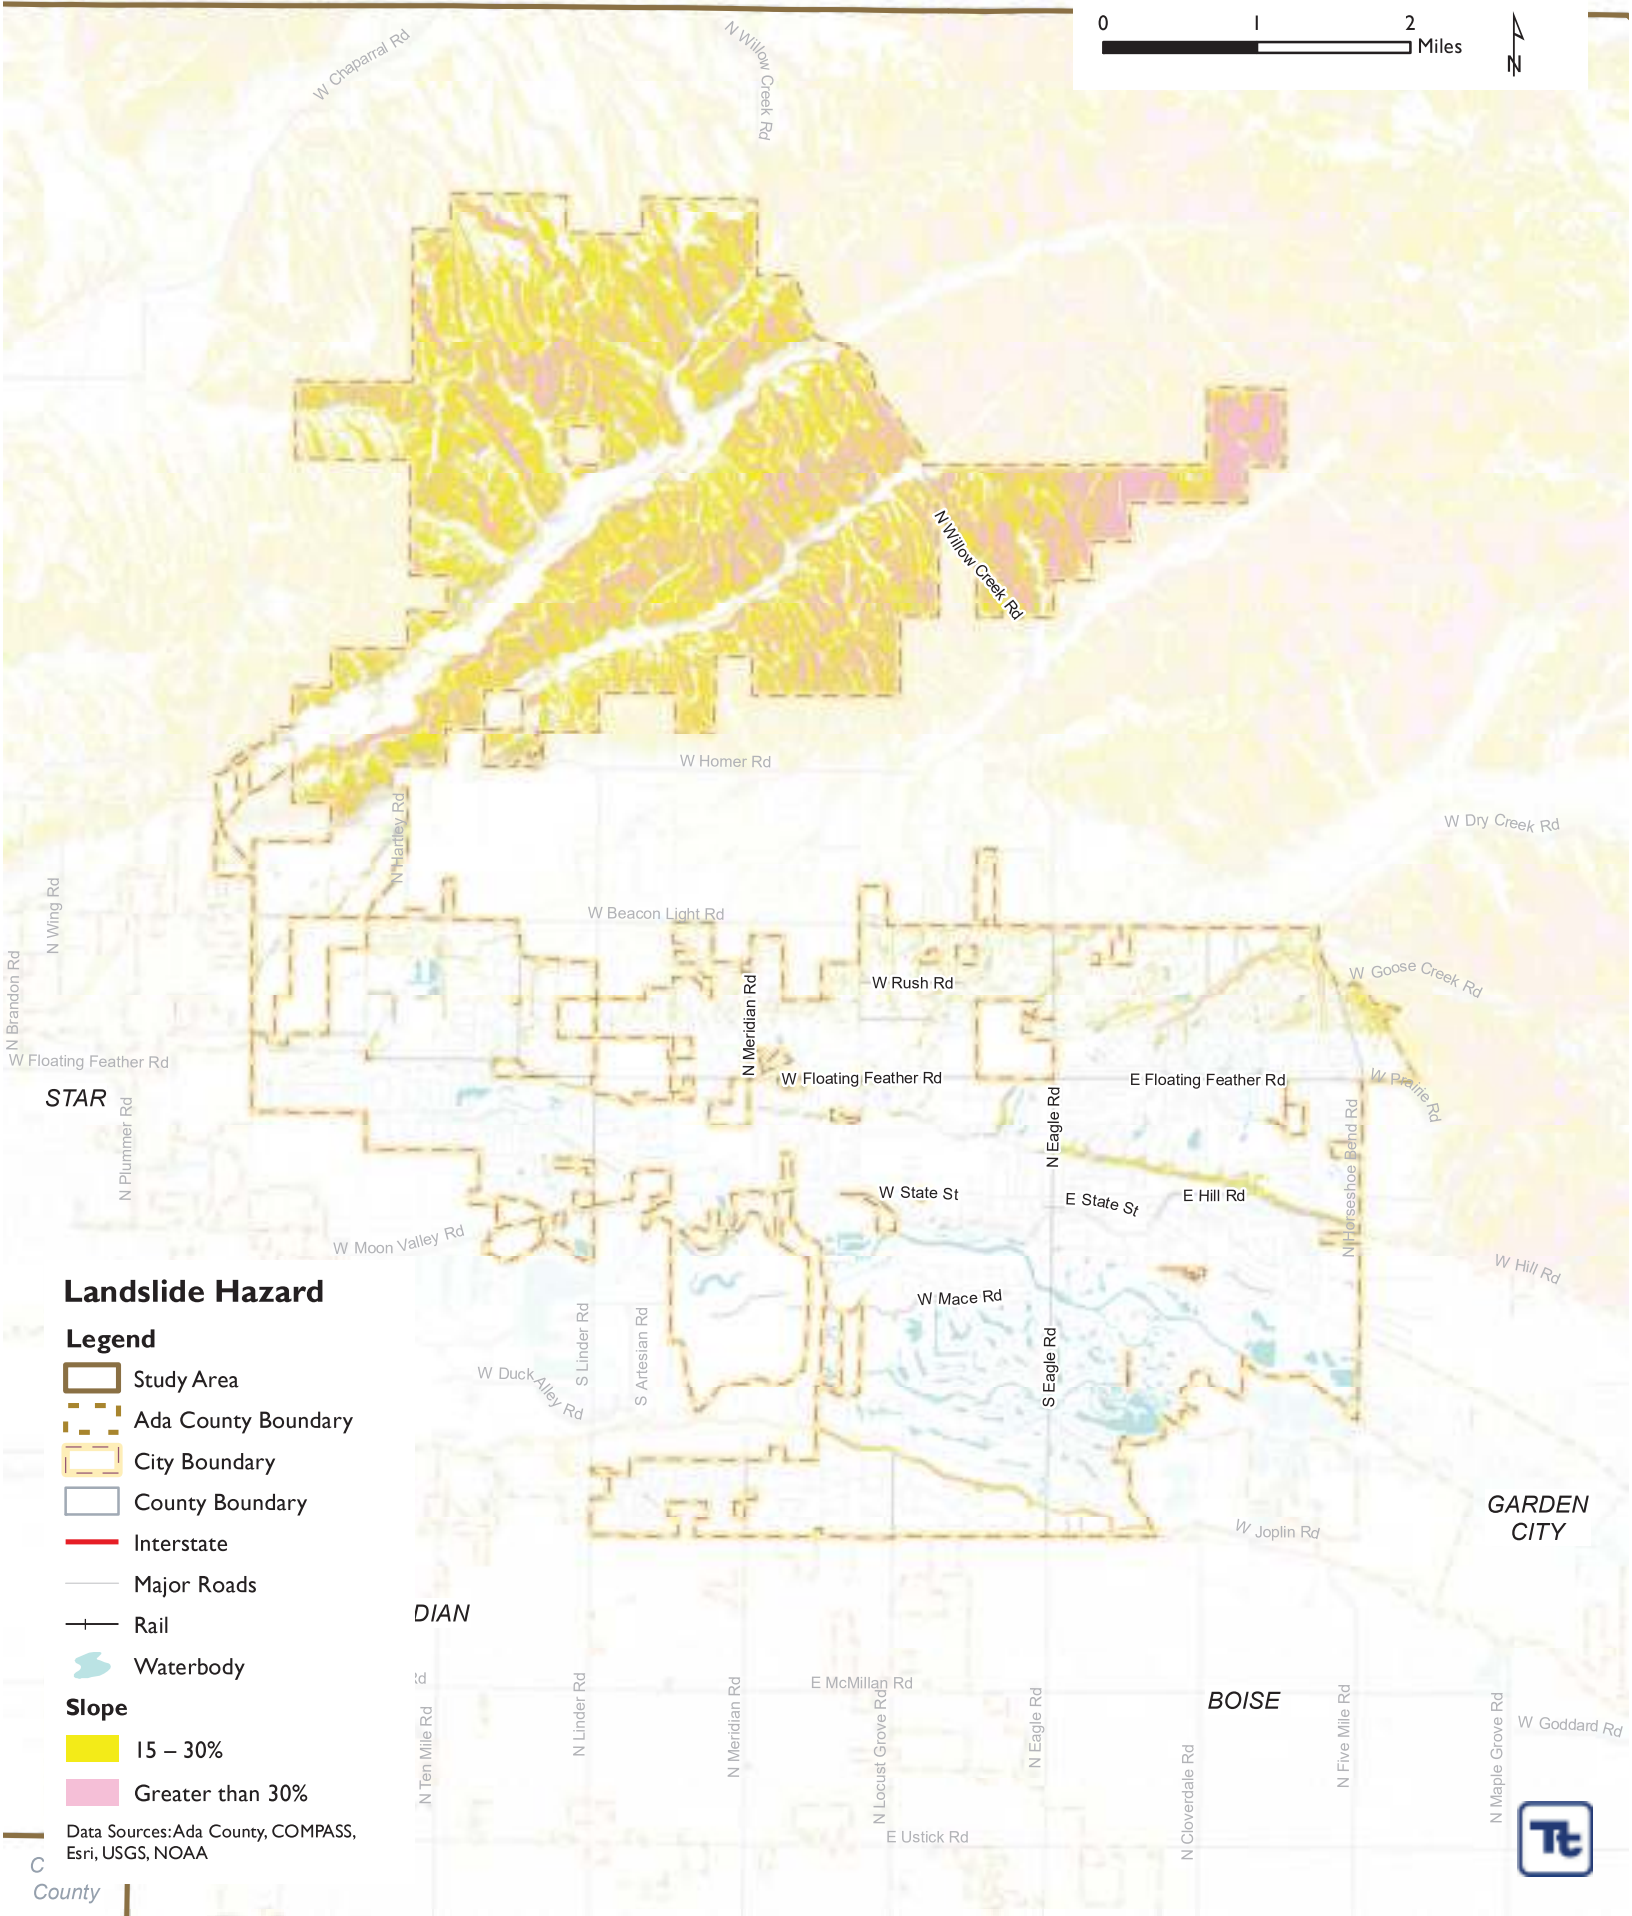 0 1 2
Miles
N
W Chaparral Rd
N Willow Creek Rd
N Willow Creek Rd
W Homer Rd
N Hartley Rd
W Dry Creek Rd
N Wing Rd
W Beacon Light Rd
N Brandon Rd
W Rush Rd
W Goose Creek Rd
N Meridian Rd
W Floating Feather Rd
W Floating Feather Rd
E Floating Feather Rd
W Prairie Rd
STAR
N Plummer Rd
N Eagle Rd
N Horseshoe Bend Rd
W State St
E State St
E Hill Rd
W Moon Valley Rd
W Hill Rd
W Mace Rd
S Linder Rd
S Artesian Rd
S Eagle Rd
W Duck Alley Rd
Landslide Hazard
Legend
Study Area
Ada County Boundary
City Boundary
County Boundary
Interstate
Major Roads
Rail
Waterbody
Slope
15 – 30%
Greater than 30%
Data Sources: Ada County, COMPASS,
Esri, USGS, NOAA
GARDEN
CITY
W Joplin Rd
DIAN
E McMillan Rd
BOISE
N Ten Mile Rd
N Linder Rd
N Meridian Rd
N Locust Grove Rd
N Eagle Rd
N Cloverdale Rd
N Five Mile Rd
N Maple Grove Rd
W Goddard Rd
E Ustick Rd
C
County
Tt